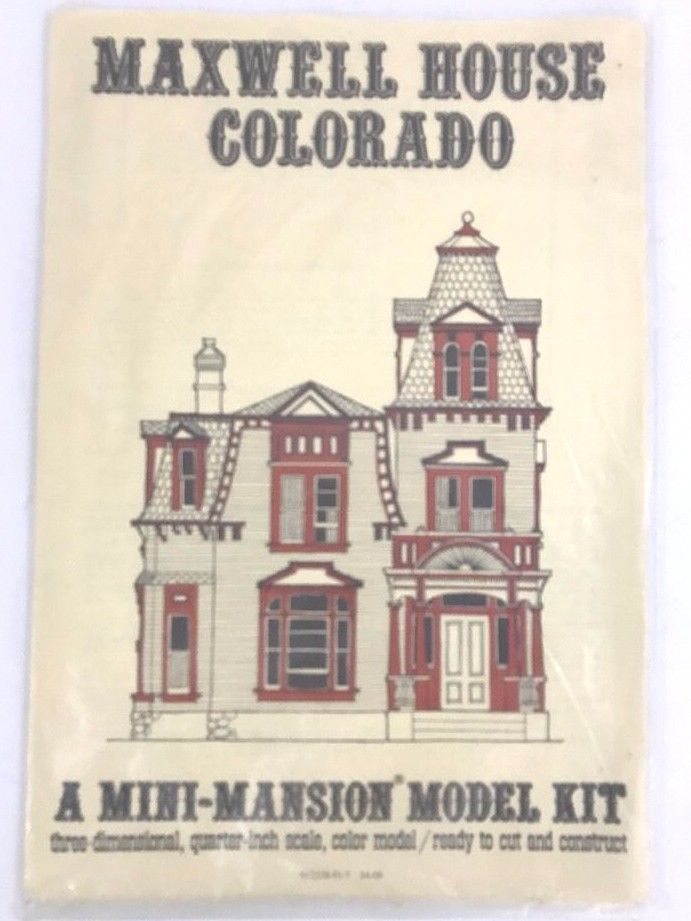 MAXWELL HOUSE
COLORADO
A MINI-MANSION® MODEL KIT
three-dimensional, quarter-inch scale, color model / ready to cut and construct